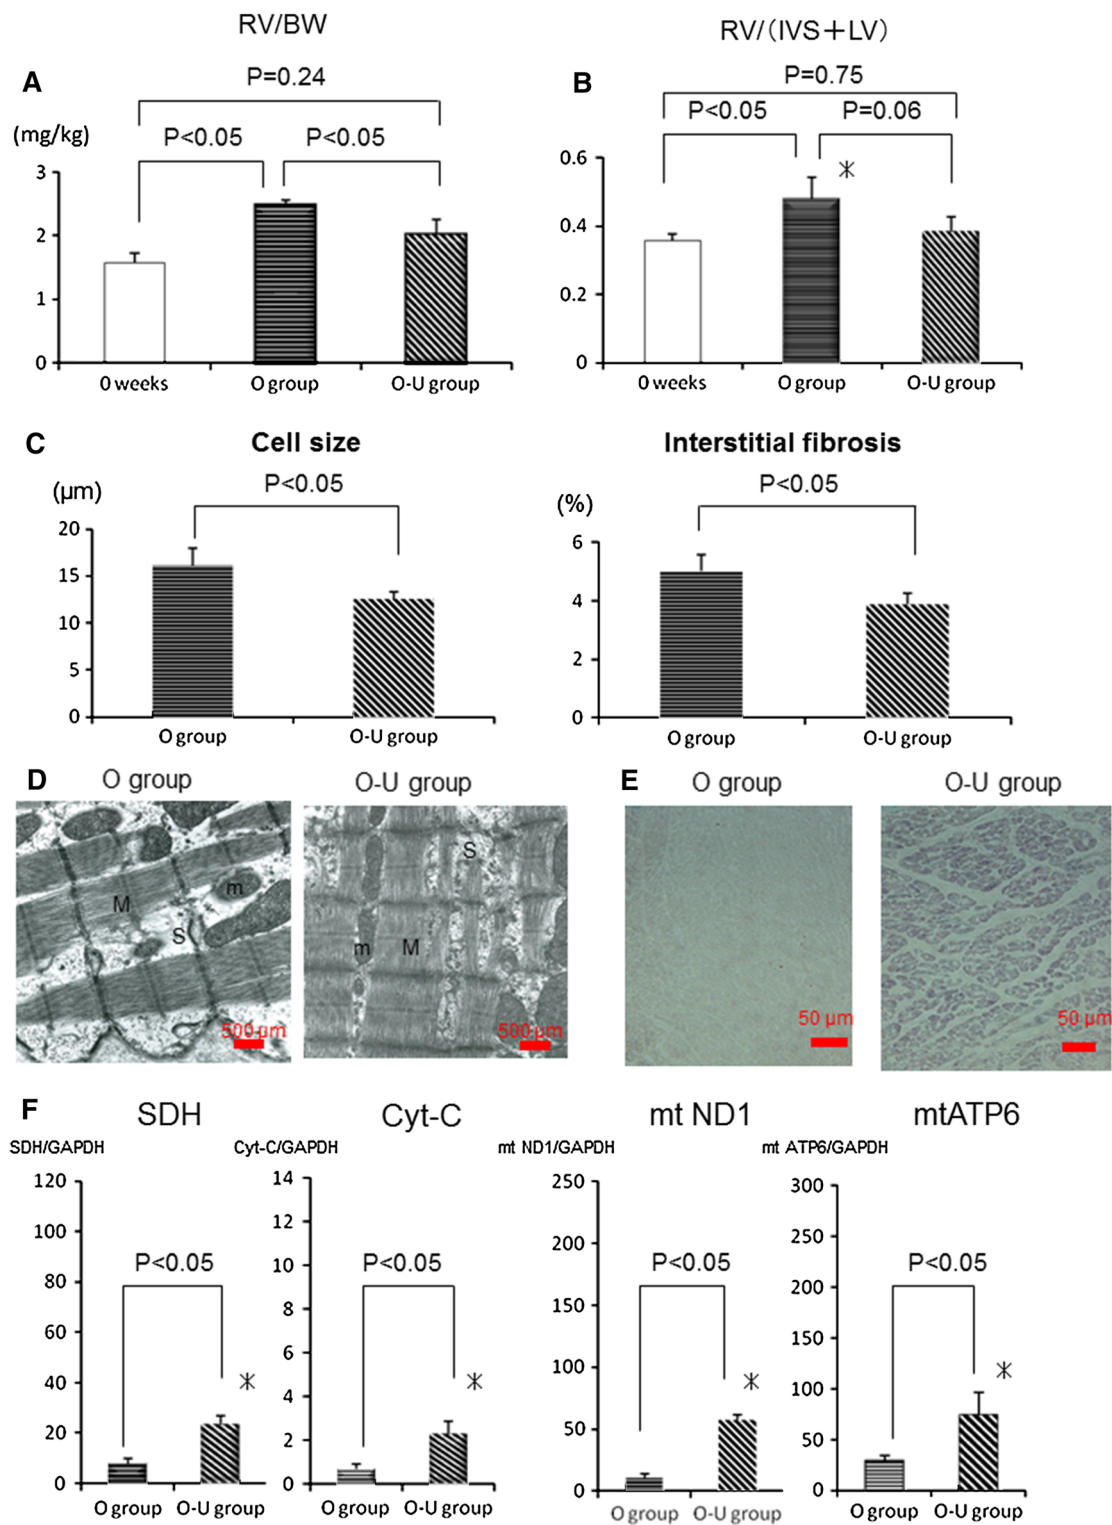 RV/BW
RV/(IVS+LV)
A
P=0.24
B
P=0.75
(mg/kg)
P<0.05
P<0.05
P<0.05
P=0.06
3
2
1
0
0 weeks
O group
O-U group
0.6
0.4
0.2
0
0 weeks
O group
O-U group
C
Cell size
Interstitial fibrosis
(µm)
P<0.05
(%)
P<0.05
20
15
10
5
0
O group
O-U group
6
4
2
0
O group
O-U group
D
O group
O-U group
E
O group
O-U group
M
m
S
500 µm
S
m
M
500 µm
50 µm
50 µm
F
SDH
Cyt-C
mt ND1
mtATP6
SDH/GAPDH
Cyt-C/GAPDH
mt ND1/GAPDH
mt ATP6/GAPDH
120
100
80
60
40
20
0
P<0.05
O group
O-U group
14
12
10
8
6
4
2
0
P<0.05
O group
O-U group
250
200
150
100
50
0
P<0.05
O group
O-U group
300
250
200
150
100
50
0
P<0.05
O group
O-U group